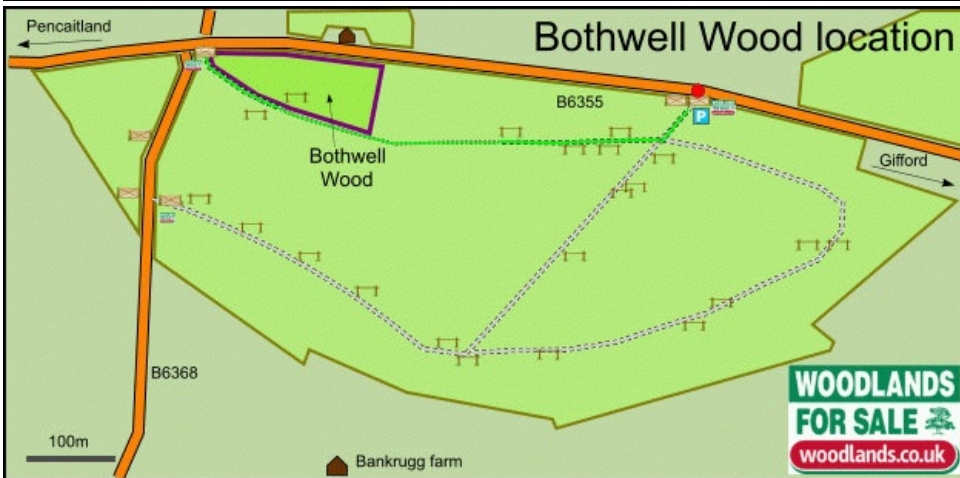 Pencaitland
Bothwell Wood location
B6355
P
Bothwell
Wood
Gifford
B6368
100m
Bankrugg farm
WOODLANDS
FOR SALE
woodlands.co.uk